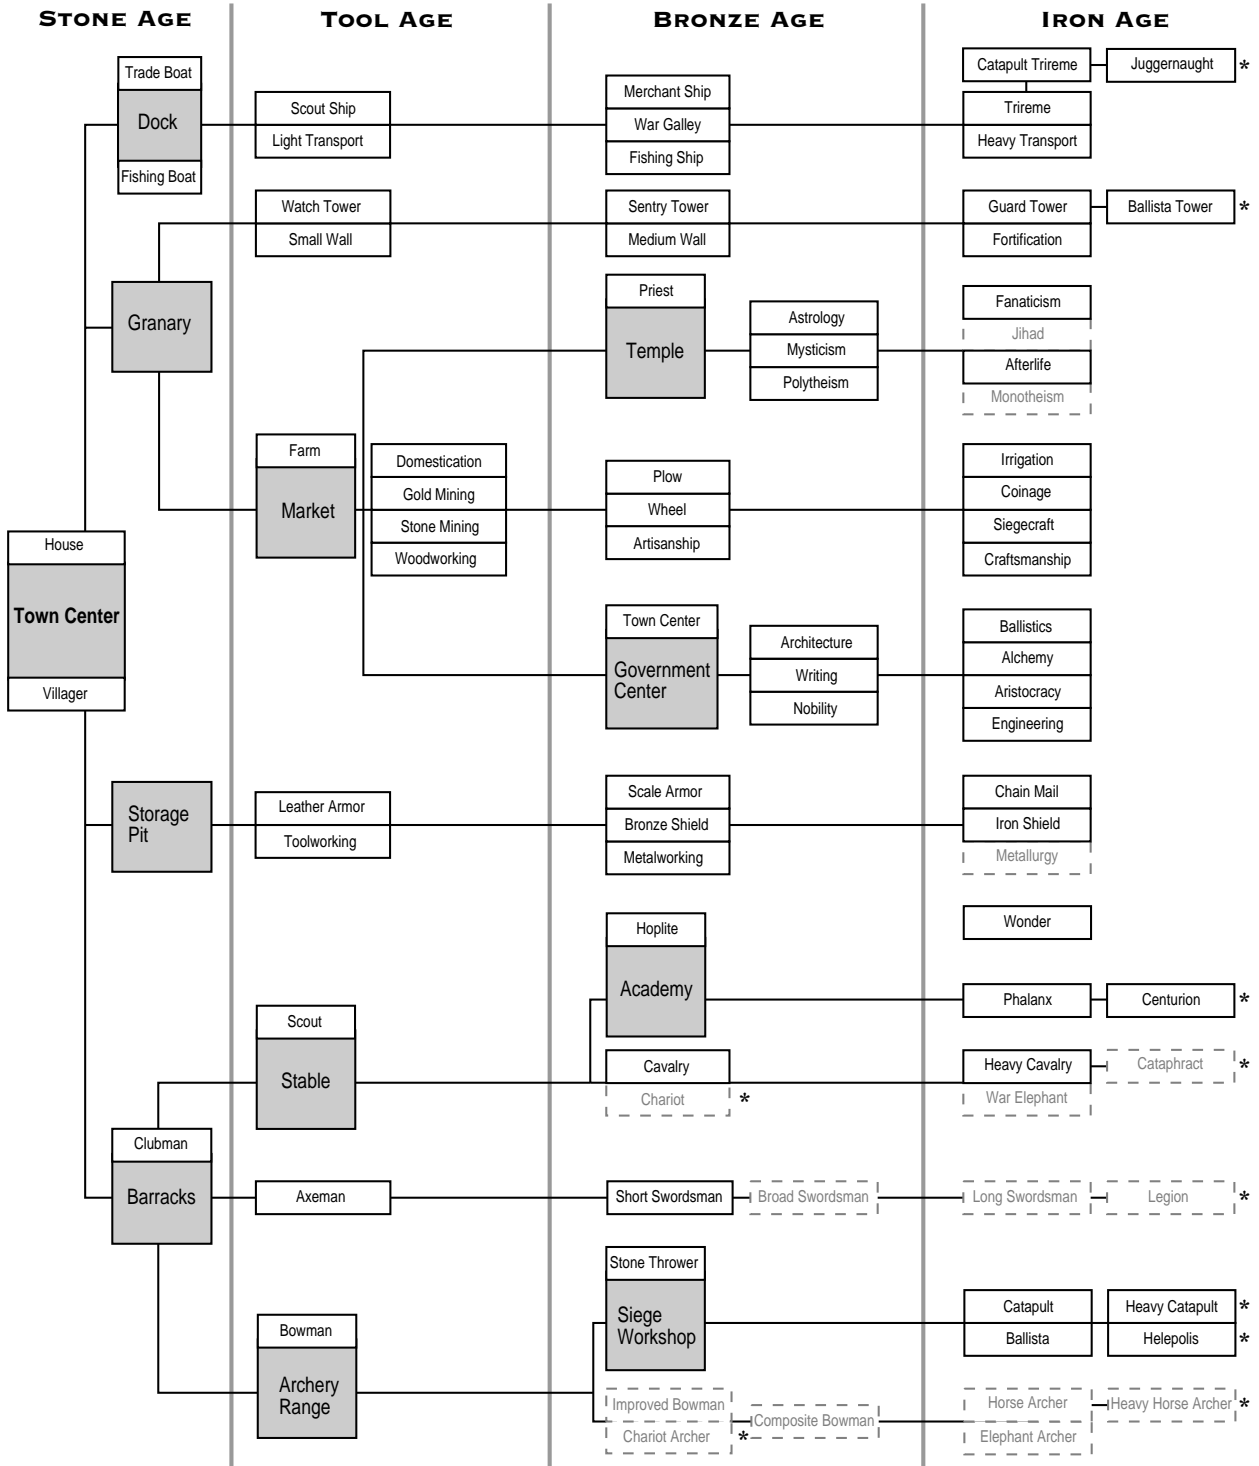 STONE AGE
TOOL AGE
BRONZE AGE
IRON AGE
Trade Boat
Dock
Fishing Boat
Scout Ship
Light Transport
Merchant Ship
War Galley
Fishing Ship
Catapult Trireme
Juggernaught *
Trireme
Heavy Transport
Granary
Watch Tower
Small Wall
Sentry Tower
Medium Wall
Guard Tower
Ballista Tower *
Fortification
Priest
Temple
Astrology
Mysticism
Polytheism
Fanaticism
Jihad
Afterlife
Monotheism
Farm
Market
Domestication
Gold Mining
Stone Mining
Woodworking
Plow
Wheel
Artisanship
Irrigation
Coinage
Siegecraft
Craftsmanship
House
Town Center
Villager
Town Center
Government
Center
Architecture
Writing
Nobility
Ballistics
Alchemy
Aristocracy
Engineering
Storage
Pit
Leather Armor
Toolworking
Scale Armor
Bronze Shield
Metalworking
Chain Mail
Iron Shield
Metallurgy
Wonder
Hoplite
Academy
Phalanx
Centurion *
Scout
Stable
Cavalry
Chariot *
Heavy Cavalry
Cataphract *
War Elephant
Clubman
Barracks
Axeman
Short Swordsman
Broad Swordsman
Long Swordsman
Legion *
Stone Thrower
Siege
Workshop
Catapult
Heavy Catapult *
Ballista
Helepolis *
Bowman
Archery
Range
Improved Bowman
Chariot Archer *
Composite Bowman
Horse Archer
Heavy Horse Archer *
Elephant Archer